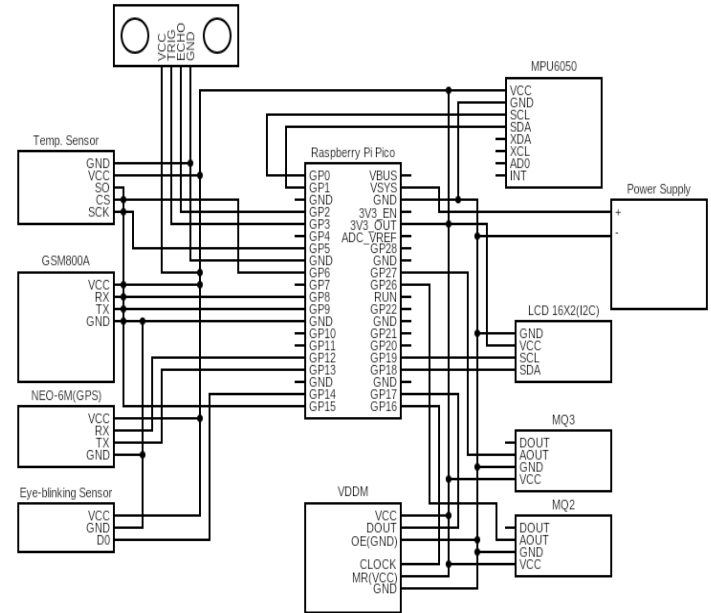 VCC
TRIG
ECHO
GND
MPU6050
VCC
GND
SCL
SDA
XDA
XCL
AD0
INT
Temp. Sensor
GND
VCC
SO
CS
SCK
Raspberry Pi Pico
GP0
GP1
GND
GP2
GP3
GP4
GP5
GND
GP6
GP7
GP8
GP9
GND
GP10
GP11
GP12
GP13
GND
GP14
GP15
VBUS
VSYS
GND
3V3_EN
3V3_OUT
ADC_VREF
GP28
GND
GP27
GP26
RUN
GP22
GND
GP21
GP20
GP19
GP18
GND
GP17
GP16
Power Supply
+
-
GSM800A
VCC
RX
TX
GND
LCD 16X2(I2C)
GND
VCC
SCL
SDA
NEO-6M(GPS)
VCC
RX
TX
GND
MQ3
DOUT
AOUT
GND
VCC
Eye-blinking Sensor
VCC
GND
D0
VDDM
VCC
DOUT
OE(GND)
CLOCK
MR(VCC)
GND
MQ2
DOUT
AOUT
GND
VCC